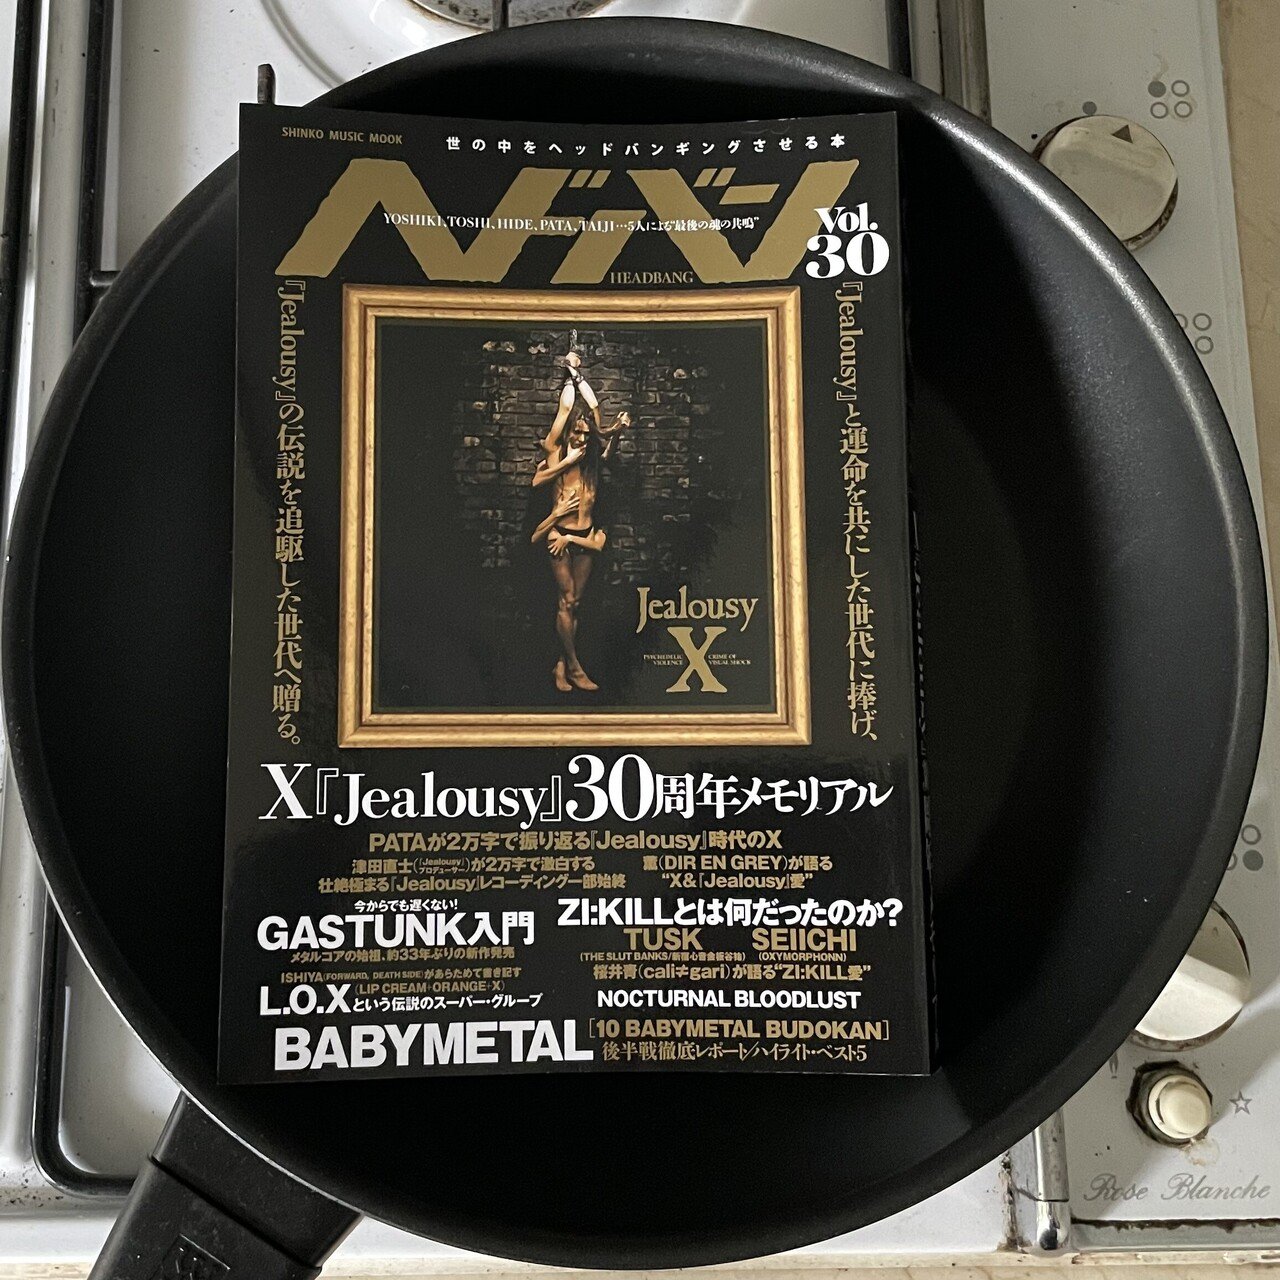 SHINKO MUSIC MOOK
世の中をヘッドバンギングさせる本
ヘドバン
YOSHIKI, TOSHI, HIDE, PATA, TAIJI…5人による"最後の魂の共鳴"
Vol.
30
HEADBANG
『Jealousy』と運命を共にした世代に捧げ、
『Jealousy』の伝説を追駆した世代へ贈る。
Jealousy
X
PSYCHEDELIC VIOLENCE
CRIME OF VISUAL SHOCK
X『Jealousy』30周年メモリアル
PATAが2万字で振り返る『Jealousy』時代のX
津田直士(『Jealousy』プロデューサー)が2万字で激白する
壮絶極まる『Jealousy』レコーディング一部始終
薫(DIR EN GREY)が語る
"X&『Jealousy』愛"
今からでも遅くない!
GASTUNK入門
メタルコアの始祖、約33年ぶりの新作発売
ZI:KILLとは何だったのか?
TUSK
(THE SLUT BANKS/新宿心音会板谷祐)
SEIICHI
(OXYMORPHONN)
桜井青(cali≠gari)が語る"ZI:KILL愛"
ISHIYA(FORWARD, DEATH SIDE)があらためて書き記す
L.O.X(LIP CREAM+ORANGE+X)
という伝説のスーパー・グループ
NOCTURNAL BLOODLUST
BABYMETAL
[10 BABYMETAL BUDOKAN]
後半戦徹底レポート/ハイライト・ベスト5
Rose Blanche